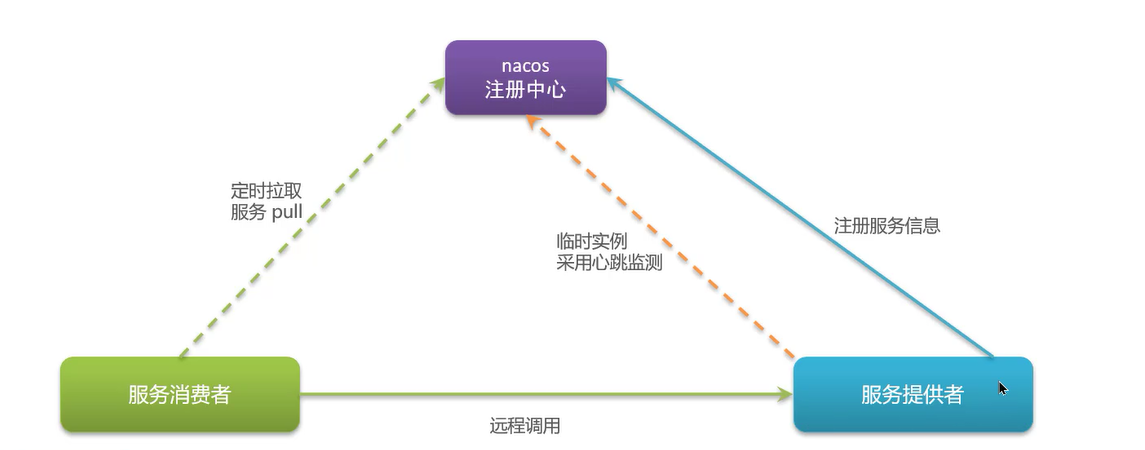 nacos
注册中心
定时拉取
服务 pull
临时实例
采用心跳监测
注册服务信息
服务消费者
服务提供者
远程调用